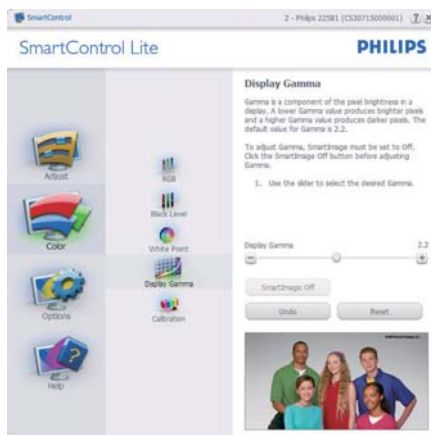 SmartControl
2 - Philips 225B1 (CE30715000001)
?
SmartControl Lite
PHILIPS
Adjust
Color
Options
Help
RGB
Black Level
White Point
Display Gamma
Calibration
Display Gamma
Gamma is a component of the pixel brightness in a
display. A lower Gamma value produces brighter pixels
and a higher Gamma value produces darker pixels. The
default value for Gamma is 2.2.
To adjust Gamma, SmartImage must be set to Off.
Click the SmartImage Off button before adjusting
Gamma.
1. Use the slider to select the desired Gamma.
Display Gamma 2.2
SmartImage Off
Undo Reset